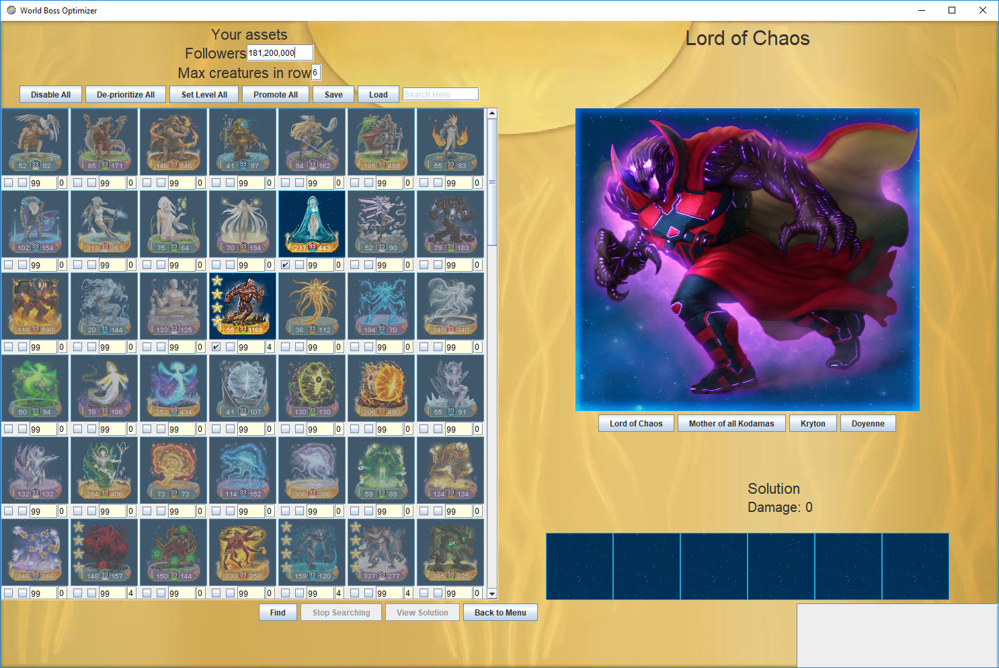 World Boss Optimizer
Your assets
Followers 181,200,000
Max creatures in row 6
Lord of Chaos
Disable All De-prioritize All Set Level All Promote All Save Load Search Hero
52 99 82 85 99 171 146 99 546 41 99 97 94 99 162 185 99 499 55 99 83
99 0 99 0 99 0 99 0 99 0 99 0 99 0
102 99 154 313 99 361 75 99 64 70 99 194 237 99 443 52 99 90 79 99 183
99 0 99 0 99 0 99 0 99 0 99 0 99 0
118 99 590 20 99 144 133 99 125 55 99 1169 36 99 112 194 99 70 340 99 340
99 0 99 0 99 0 99 4 99 0 99 0 99 0
50 99 94 78 99 186 252 99 434 41 99 107 130 99 130 206 99 490 55 99 91
99 0 99 0 99 0 99 0 99 0 99 0 99 0
Lord of Chaos Mother of all Kodamas Kryton Doyenne
132 99 132 284 99 406 73 99 73 114 99 152 306 99 386 59 99 89 134 99 134
99 0 99 0 99 0 99 0 99 0 99 0 99 0
Solution
Damage: 0
346 99 346 148 99 157 150 99 144 330 99 358 159 99 120 337 99 277 365 99 325
99 0 99 4 99 0 99 0 99 4 99 4 99 0
Find Stop Searching View Solution Back to Menu